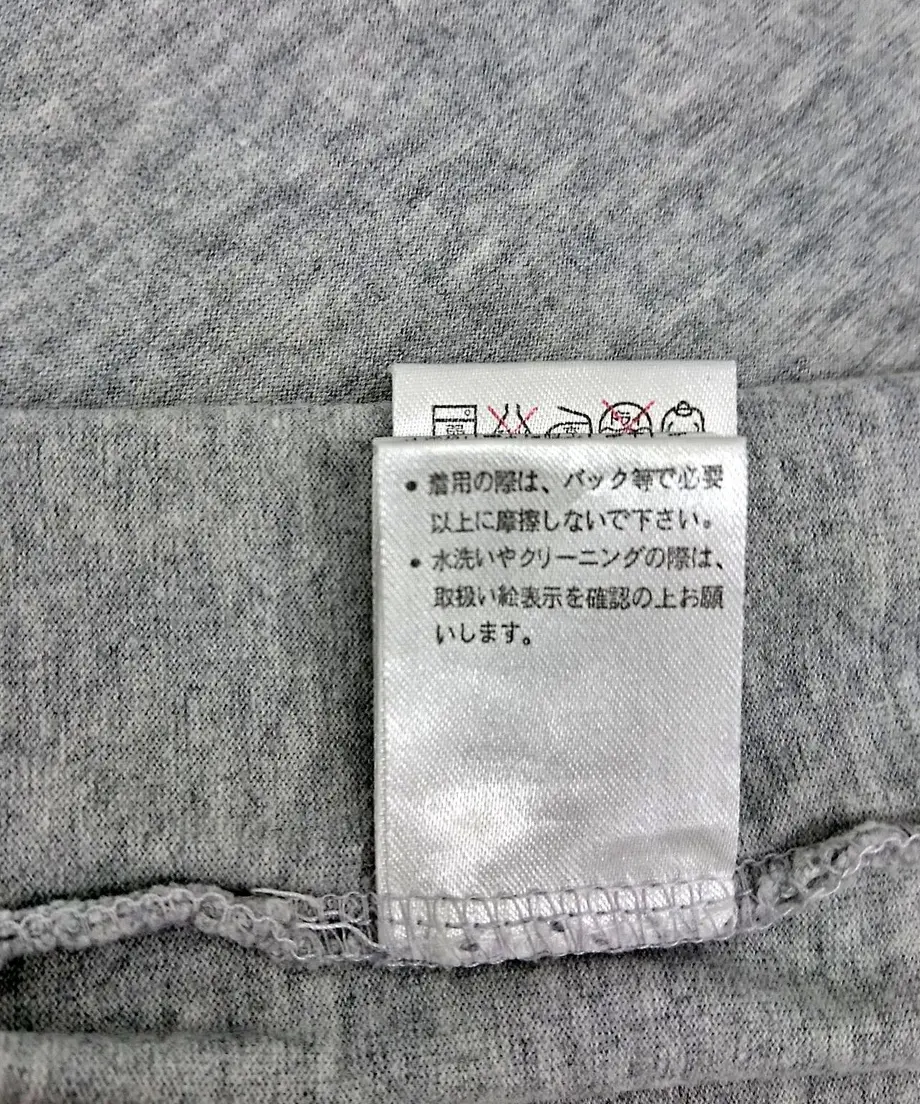 • 着用の際は、バック等で必要
以上に摩擦しないで下さい。
• 水洗いやクリーニングの際は、
取扱い絵表示を確認の上お願
いします。